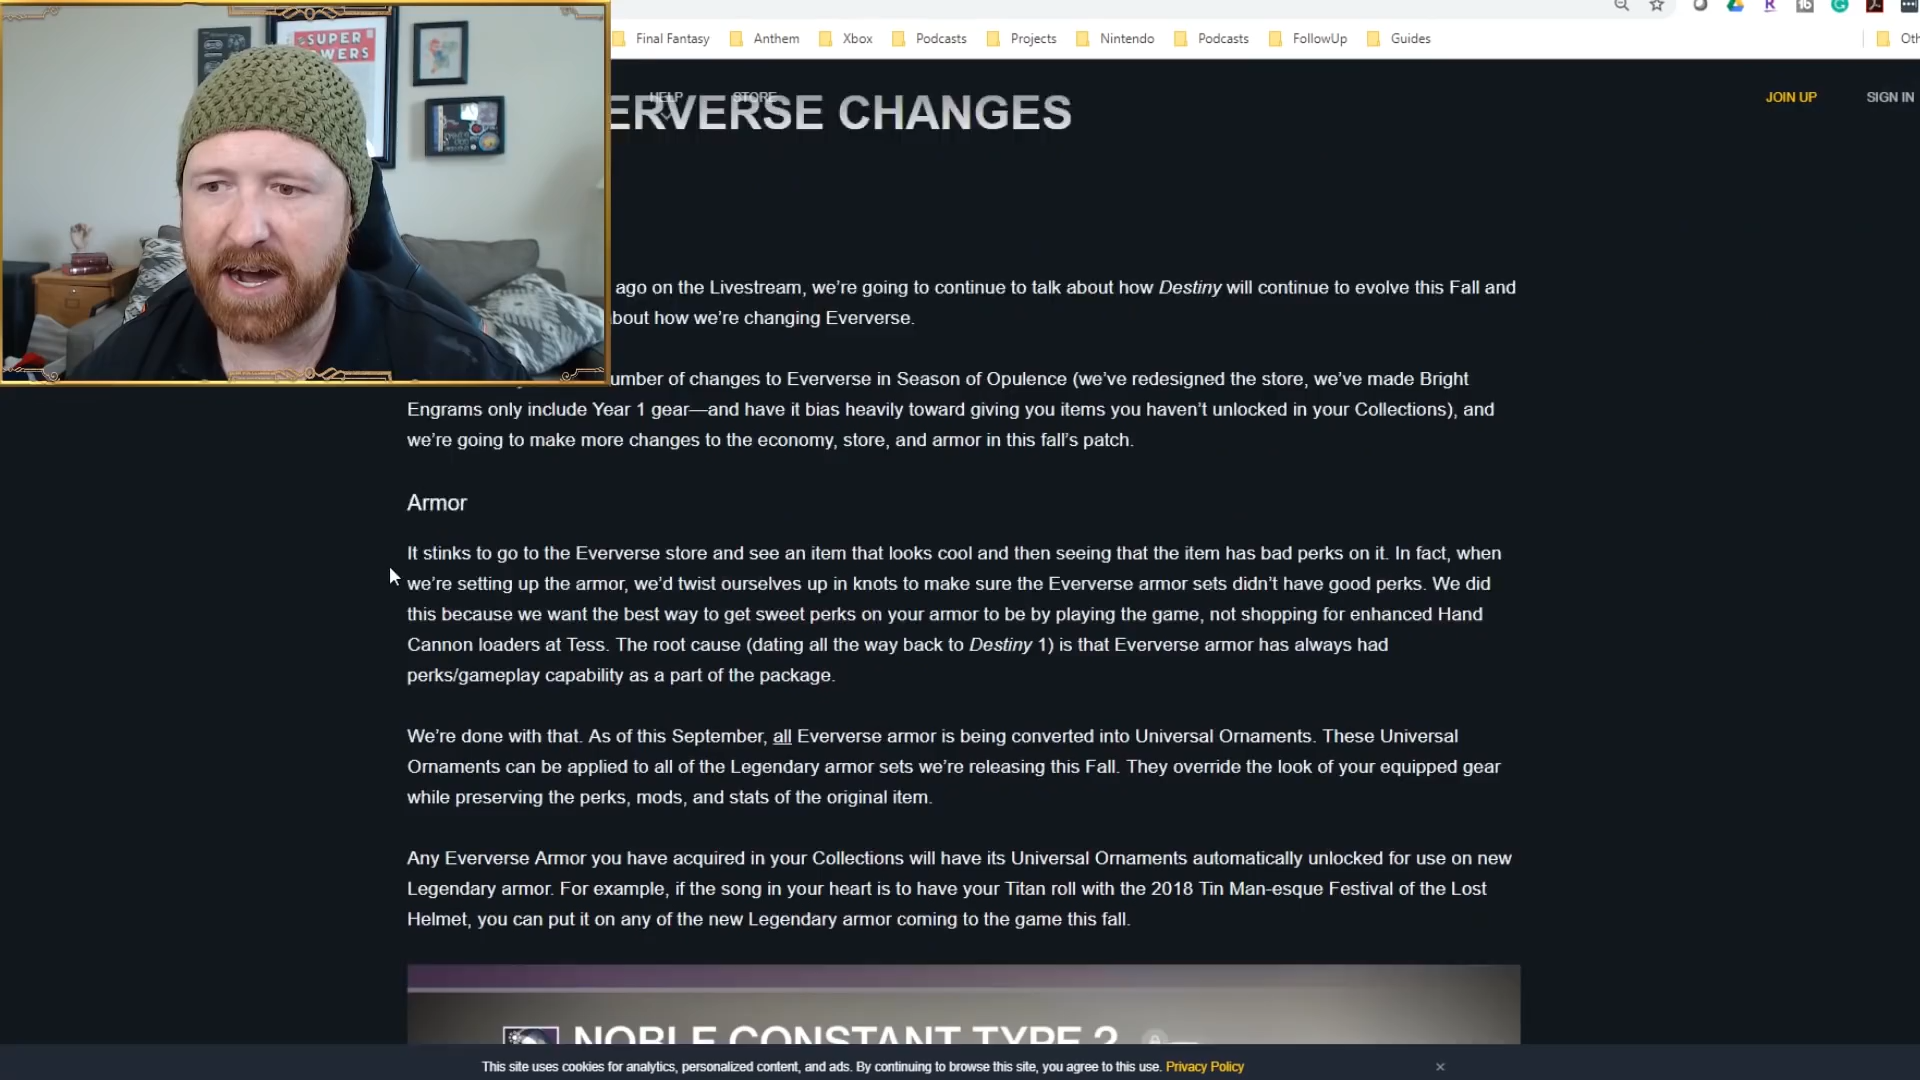 SUPER
POWERS
Final Fantasy Anthem Xbox Podcasts Projects Nintendo Podcasts FollowUp Guides
HELP STORE JOIN UP SIGN IN
ERVERSE CHANGES
ago on the Livestream, we're going to continue to talk about how Destiny will continue to evolve this Fall and
bout how we're changing Eververse.
umber of changes to Eververse in Season of Opulence (we've redesigned the store, we've made Bright
Engrams only include Year 1 gear—and have it bias heavily toward giving you items you haven't unlocked in your Collections), and
we're going to make more changes to the economy, store, and armor in this fall's patch.
Armor
It stinks to go to the Eververse store and see an item that looks cool and then seeing that the item has bad perks on it. In fact, when
we're setting up the armor, we'd twist ourselves up in knots to make sure the Eververse armor sets didn't have good perks. We did
this because we want the best way to get sweet perks on your armor to be by playing the game, not shopping for enhanced Hand
Cannon loaders at Tess. The root cause (dating all the way back to Destiny 1) is that Eververse armor has always had
perks/gameplay capability as a part of the package.
We're done with that. As of this September, all Eververse armor is being converted into Universal Ornaments. These Universal
Ornaments can be applied to all of the Legendary armor sets we're releasing this Fall. They override the look of your equipped gear
while preserving the perks, mods, and stats of the original item.
Any Eververse Armor you have acquired in your Collections will have its Universal Ornaments automatically unlocked for use on new
Legendary armor. For example, if the song in your heart is to have your Titan roll with the 2018 Tin Man-esque Festival of the Lost
Helmet, you can put it on any of the new Legendary armor coming to the game this fall.
NOBLE CONSTANT TYPE 2
This site uses cookies for analytics, personalized content, and ads. By continuing to browse this site, you agree to this use. Privacy Policy